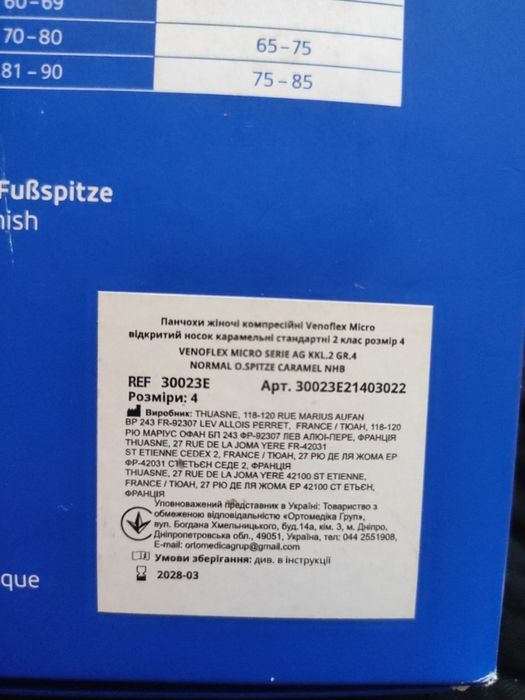 60-69
70-80
65-75
81-90
75-85
Fußspitze
nish
Панчохи жіночі компресійні Venoflex Micro
відкритий носок карамельні стандартні 2 клас розмір 4
VENOFLEX MICRO SERIE AG KKL.2 GR.4
NORMAL O.SPITZE CARAMEL NHB
REF 30023E Арт. 30023E21403022
Розміри: 4
Виробник: THUASNE, 118-120 RUE MARIUS AUFAN
BP 243 FR-92307 LEV ALLOIS PERRET, FRANCE / ТЮАН, 118-120
РЮ МАРІУС ОФАН БП 243 ФР-92307 ЛЕВ АЛЮІ-ПЕРЕ, ФРАНЦІЯ
THUASNE, 27 RUE DE LA JOMA YERE FR-42031
ST ETIENNE CEDEX 2, FRANCE / ТЮАН, 27 РЮ ДЕ ЛЯ ЖОМА ЕР
ФР-42031 СТ ЕТЬЄН СЕДЕ 2, ФРАНЦІЯ
THUASNE, 27 RUE DE LA JOMA YERE 42100 ST ETIENNE,
FRANCE / ТЮАН, 27 РЮ ДЕ ЛЯ ЖОМА ЕР 42100 СТ ЕТЬЄН,
ФРАНЦІЯ
Уповноважений представник в Україні: Товариство з
обмеженою відповідальністю «Ортомедіка Груп»,
вул. Богдана Хмельницького, буд.14а, кім. 3, м. Дніпро,
Дніпропетровська обл., 49051, Україна, тел: 044 2551908,
E-mail: ortomedicagrup@gmail.com
Умови зберігання: див. в інструкції
2028-03
que